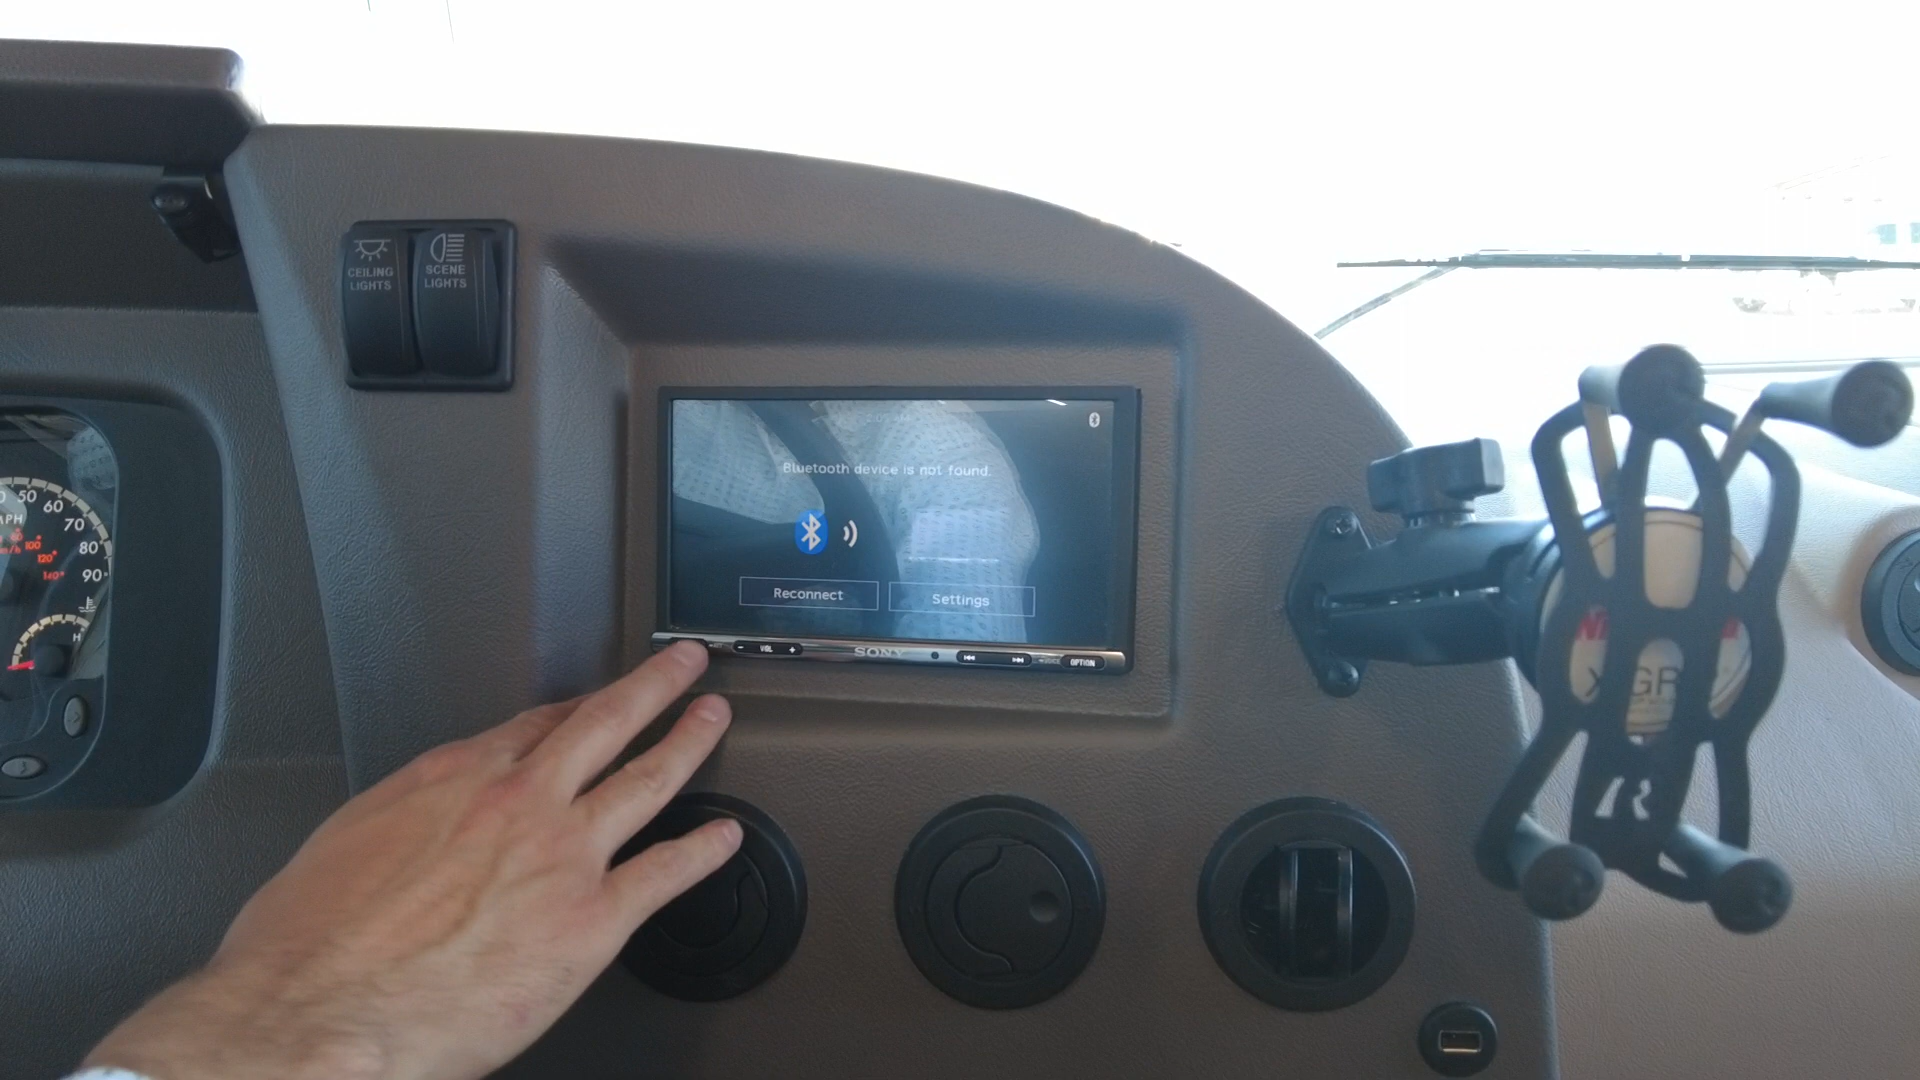 CEILING
LIGHTS
SCENE
LIGHTS
50
60
70
80
90
MPH
100
120
140
H
Bluetooth device is not found.
Reconnect
Settings
- VOL +
SONY
OPTION